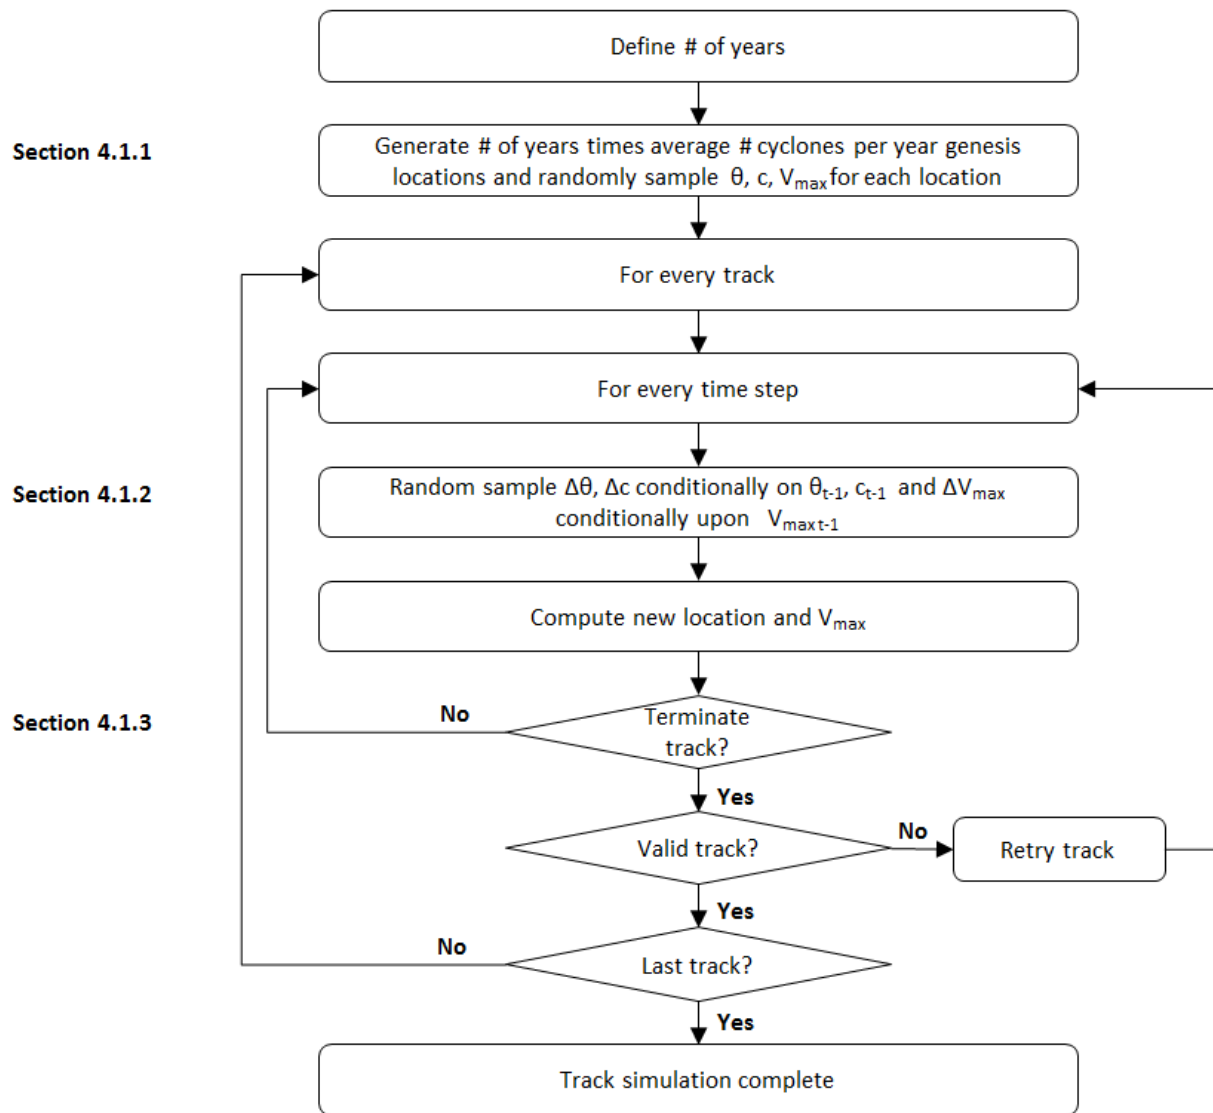 Define # of years
Section 4.1.1
Generate # of years times average # cyclones per year genesis
locations and randomly sample θ, c, Vmax for each location
For every track
For every time step
Section 4.1.2
Random sample Δθ, Δc conditionally on θt-1, ct-1 and ΔVmax
conditionally upon Vmax t-1
Compute new location and Vmax
Section 4.1.3
No
Terminate
track?
Yes
Valid track?
No
Retry track
Yes
No
Last track?
Yes
Track simulation complete